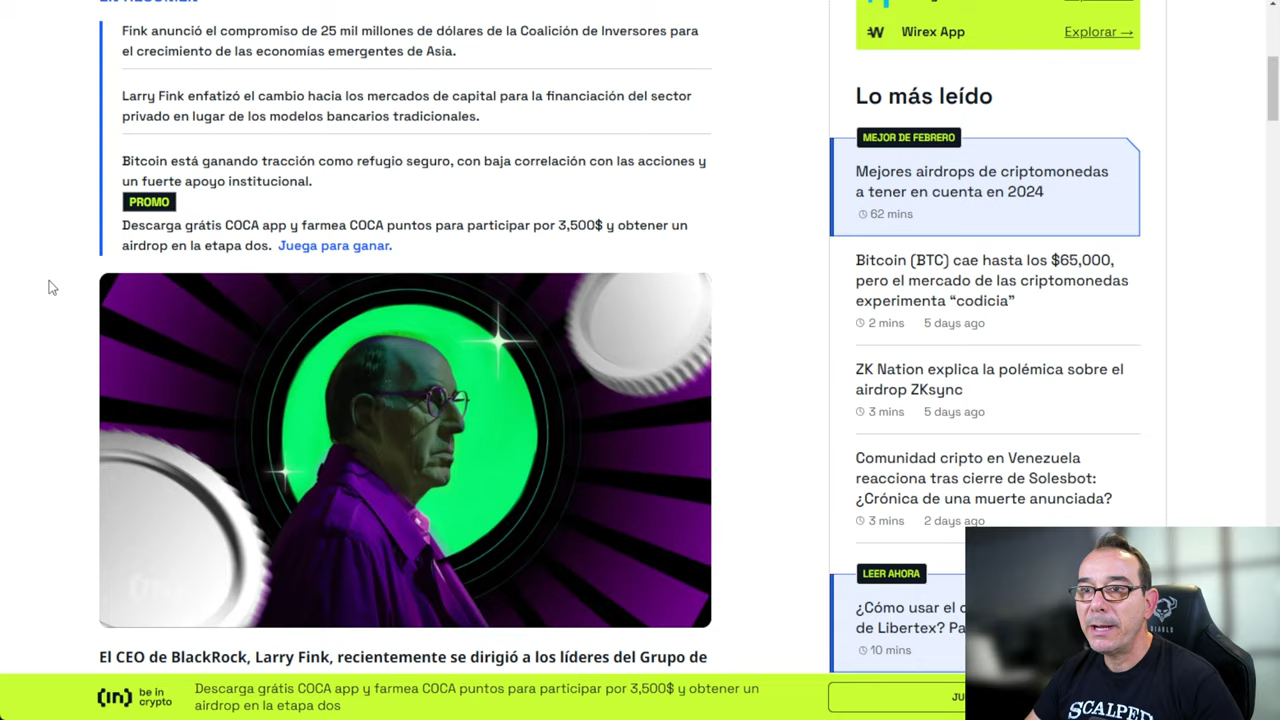 Fink anunció el compromiso de 25 mil millones de dólares de la Coalición de Inversores para
el crecimiento de las economías emergentes de Asia.
Larry Fink enfatizó el cambio hacia los mercados de capital para la financiación del sector
privado en lugar de los modelos bancarios tradicionales.
Bitcoin está ganando tracción como refugio seguro, con baja correlación con las acciones y
un fuerte apoyo institucional.
PROMO
Descarga grátis COCA app y farmea COCA puntos para participar por 3,500$ y obtener un
airdrop en la etapa dos. Juega para ganar.
El CEO de BlackRock, Larry Fink, recientemente se dirigió a los líderes del Grupo de
Wirex App
Explorar →
Lo más leído
MEJOR DE FEBRERO
Mejores airdrops de criptomonedas
a tener en cuenta en 2024
62 mins
Bitcoin (BTC) cae hasta los $65,000,
pero el mercado de las criptomonedas
experimenta “codicia”
2 mins 5 days ago
ZK Nation explica la polémica sobre el
airdrop ZKsync
3 mins 5 days ago
Comunidad cripto en Venezuela
reacciona tras cierre de Solesbot:
¿Crónica de una muerte anunciada?
3 mins 2 days ago
LEER AHORA
¿Cómo usar el
de Libertex?
10 mins
be in
crypto
Descarga grátis COCA app y farmea COCA puntos para participar por 3,500$ y obtener un
airdrop en la etapa dos
DIABLO